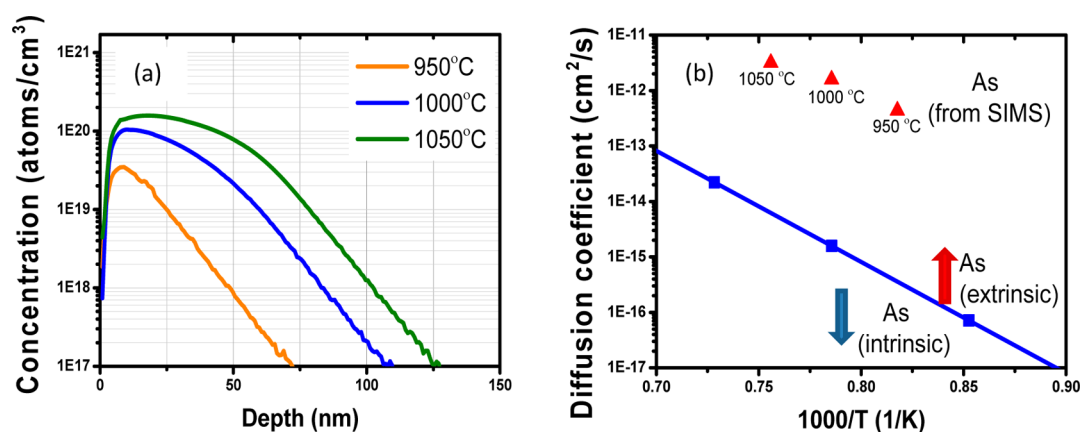 (a)
950°C
1000°C
1050°C
1E21
1E20
1E19
1E18
1E17
0
50
100
150
Depth (nm)
Concentration (atoms/cm³)
(b)
1050 °C
1000 °C
950 °C
As
(from SIMS)
As
(extrinsic)
As
(intrinsic)
1E-11
1E-12
1E-13
1E-14
1E-15
1E-16
1E-17
0.70
0.75
0.80
0.85
0.90
1000/T (1/K)
Diffusion coefficient (cm²/s)